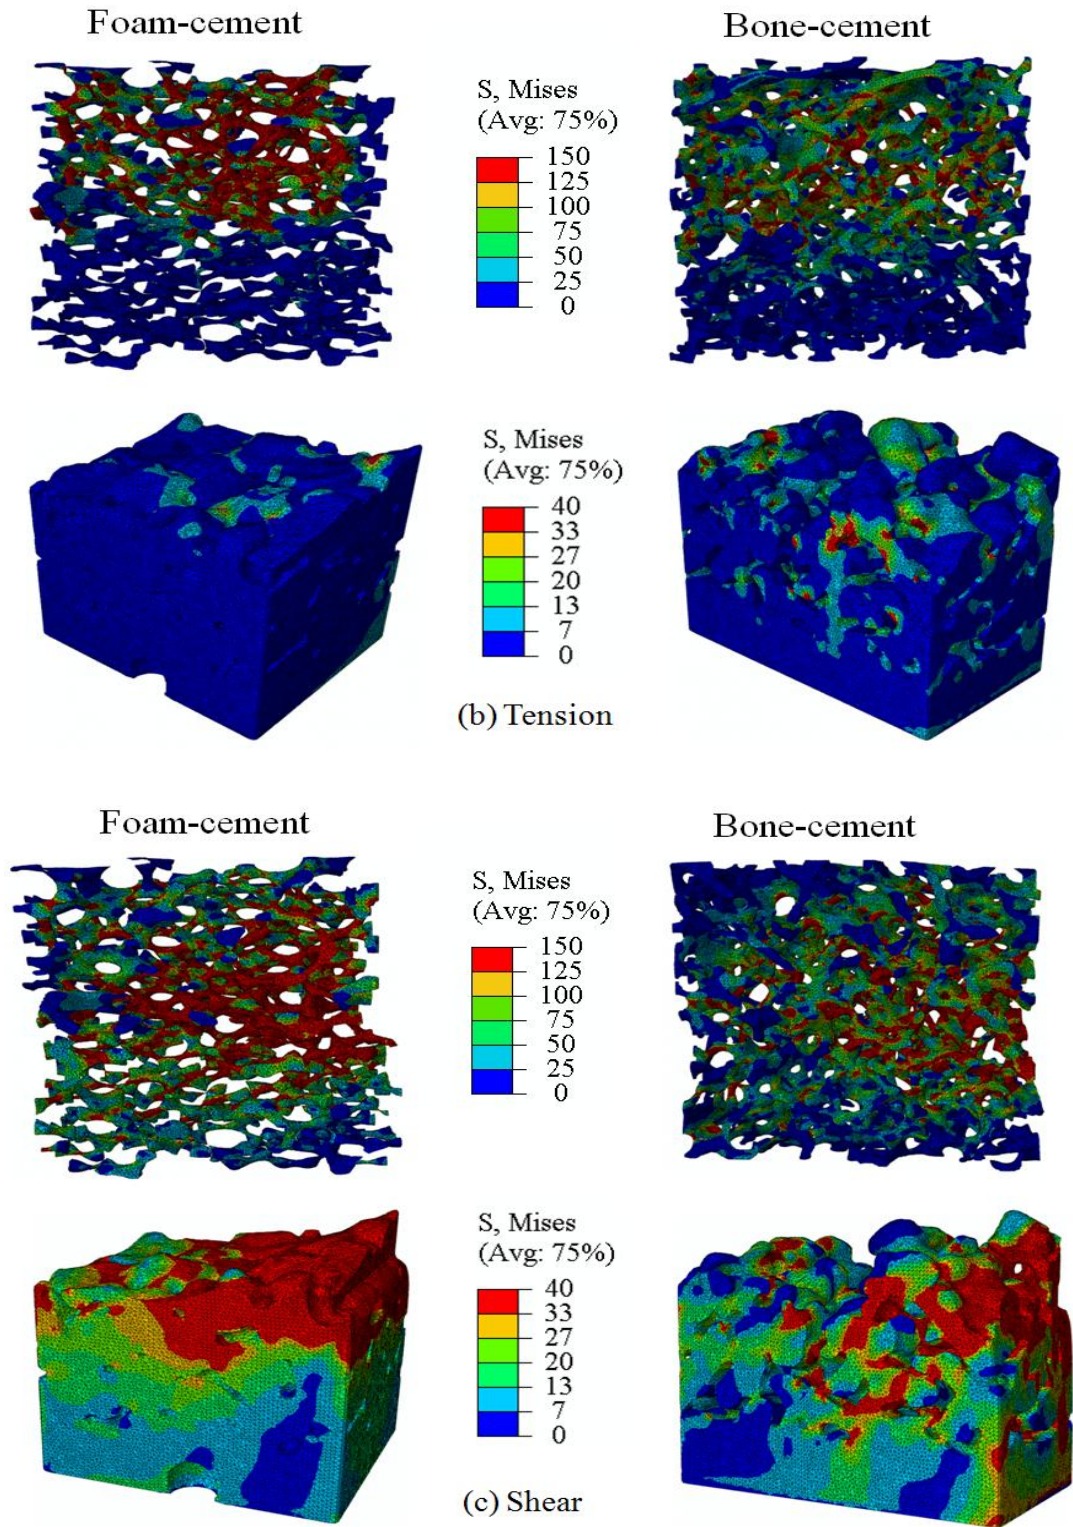 Foam-cement
Bone-cement
S, Mises
(Avg: 75%)
150
125
100
75
50
25
0
S, Mises
(Avg: 75%)
40
33
27
20
13
7
0
(b) Tension
Foam-cement
Bone-cement
S, Mises
(Avg: 75%)
150
125
100
75
50
25
0
S, Mises
(Avg: 75%)
40
33
27
20
13
7
0
(c) Shear